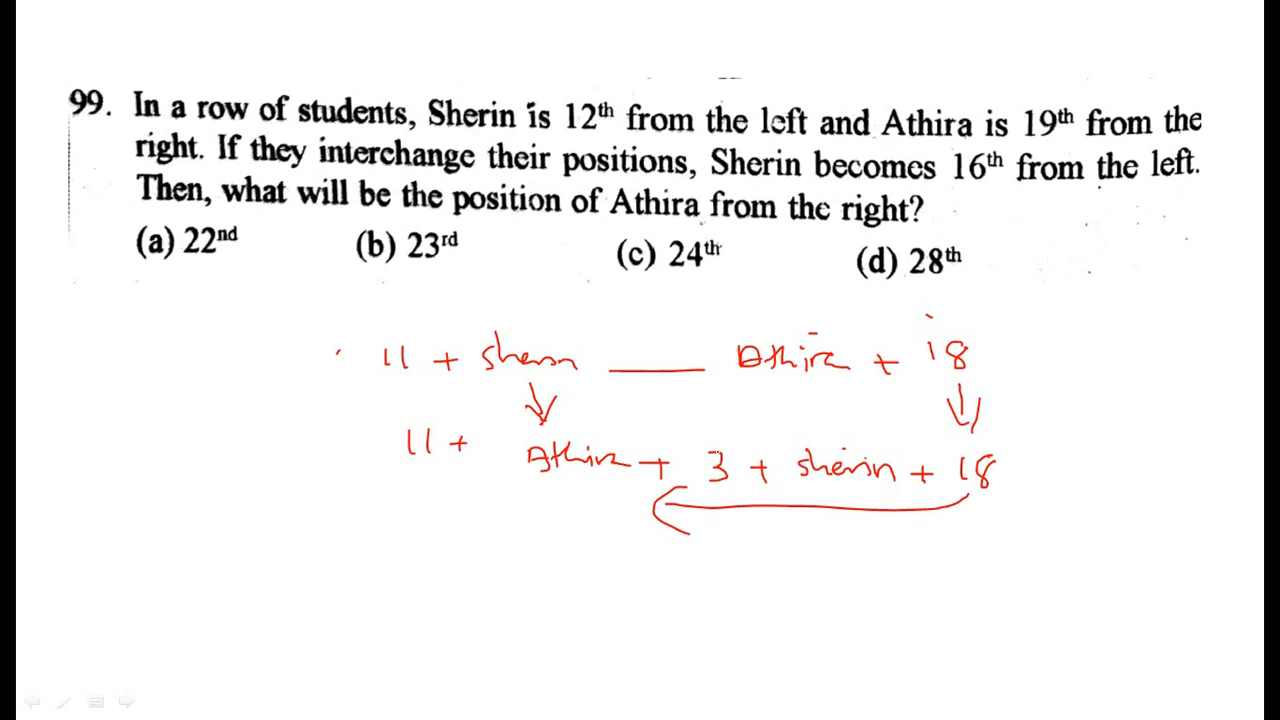 99. In a row of students, Sherin is 12th from the left and Athira is 19th from the
right. If they interchange their positions, Sherin becomes 16th from the left.
Then, what will be the position of Athira from the right?
(a) 22nd (b) 23rd (c) 24th (d) 28th
11 + Sherin ___ Athira + 18
11 + Athira + 3 + Sherin + 18